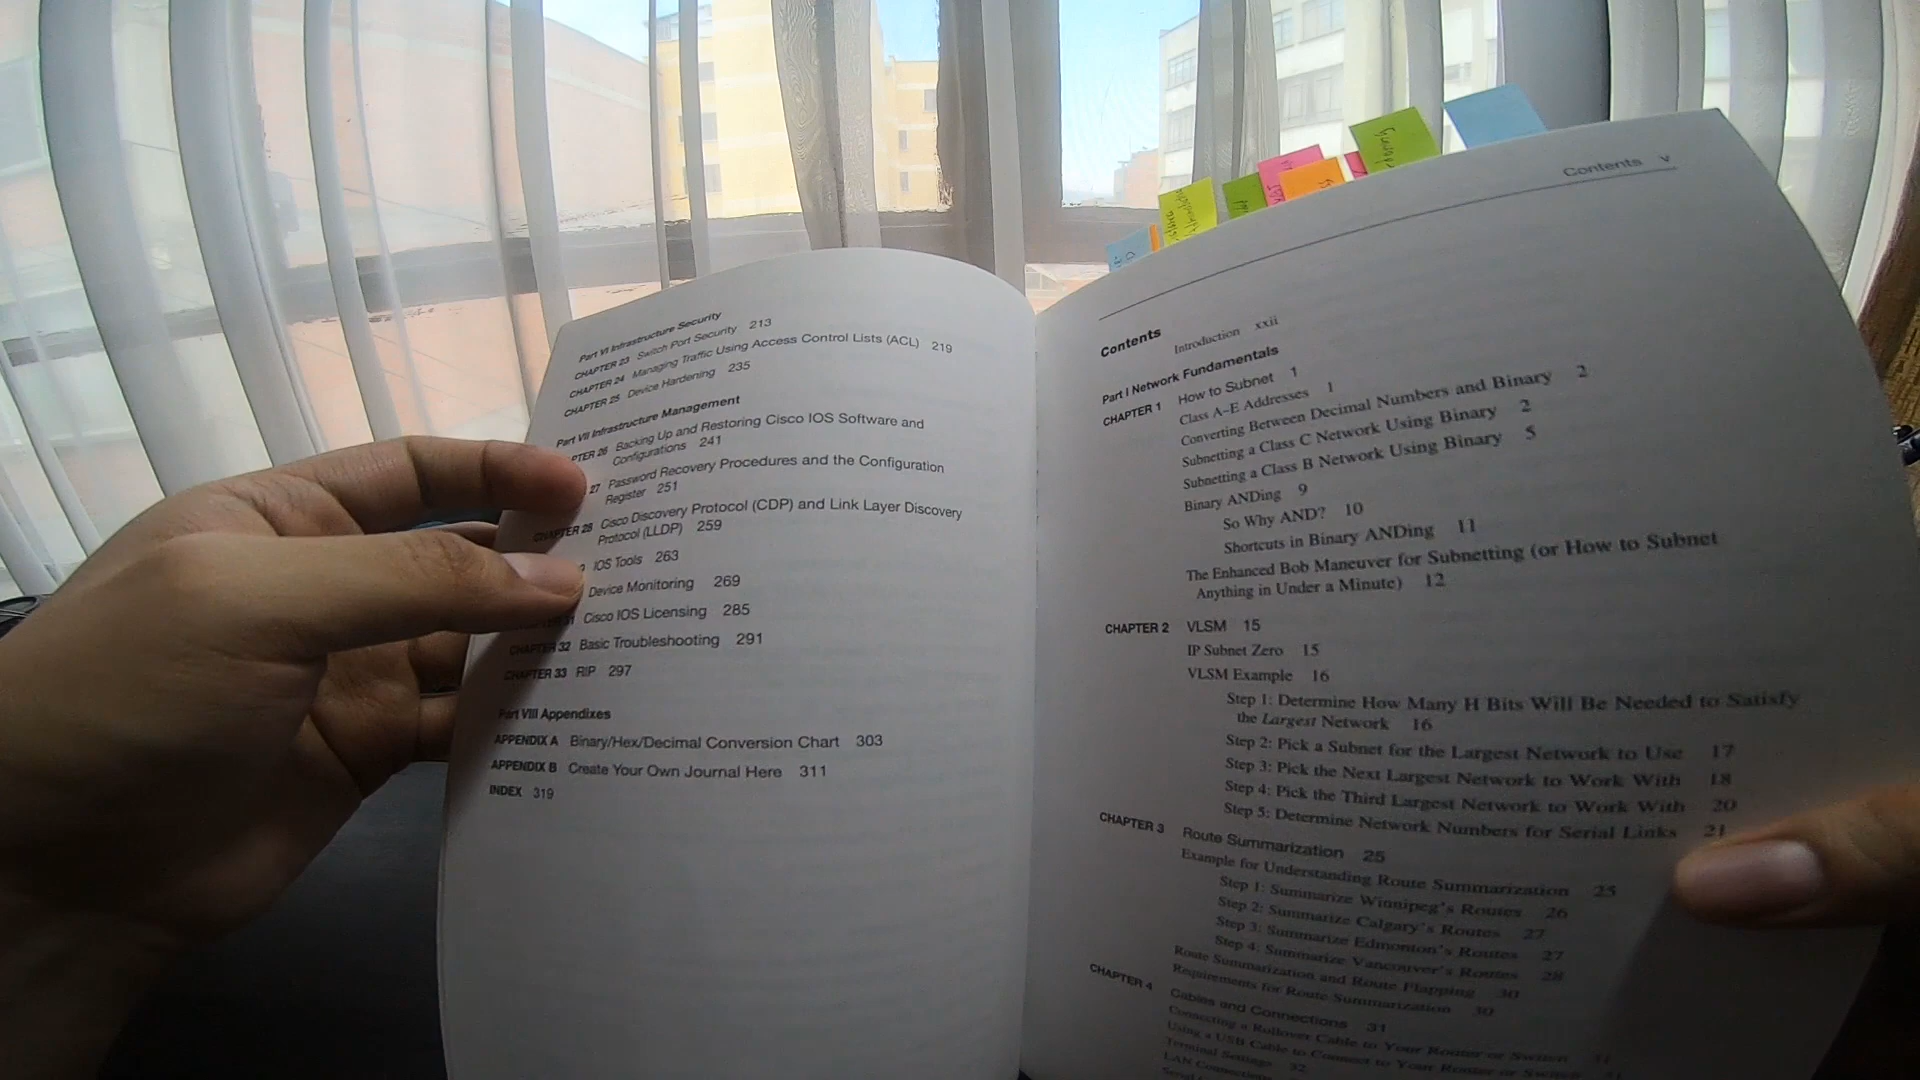 Part VI Infrastructure Security
CHAPTER 23 Switch Port Security 213
CHAPTER 24 Managing Traffic Using Access Control Lists (ACL) 219
CHAPTER 25 Device Hardening 235
Part VII Infrastructure Management
PTER 26 Backing Up and Restoring Cisco IOS Software and
Configurations 241
27 Password Recovery Procedures and the Configuration
Register 251
CHAPTER 28 Cisco Discovery Protocol (CDP) and Link Layer Discovery
Protocol (LLDP) 259
IOS Tools 263
Device Monitoring 269
Cisco IOS Licensing 285
CHAPTER 32 Basic Troubleshooting 291
CHAPTER 33 RIP 297
Part VIII Appendixes
APPENDIX A Binary/Hex/Decimal Conversion Chart 303
APPENDIX B Create Your Own Journal Here 311
INDEX 319
Contents v
Contents
Introduction xxii
Part I Network Fundamentals
CHAPTER 1 How to Subnet 1
Class A–E Addresses 1
Converting Between Decimal Numbers and Binary 2
Subnetting a Class C Network Using Binary 2
Subnetting a Class B Network Using Binary 5
Binary ANDing 9
So Why AND? 10
Shortcuts in Binary ANDing 11
The Enhanced Bob Maneuver for Subnetting (or How to Subnet
Anything in Under a Minute) 12
CHAPTER 2 VLSM 15
IP Subnet Zero 15
VLSM Example 16
Step 1: Determine How Many H Bits Will Be Needed to Satisfy
the Largest Network 16
Step 2: Pick a Subnet for the Largest Network to Use 17
Step 3: Pick the Next Largest Network to Work With 18
Step 4: Pick the Third Largest Network to Work With 20
Step 5: Determine Network Numbers for Serial Links 21
CHAPTER 3 Route Summarization 25
Example for Understanding Route Summarization 25
Step 1: Summarize Winnipeg's Routes 26
Step 2: Summarize Calgary's Routes 27
Step 3: Summarize Edmonton's Routes 27
Step 4: Summarize Vancouver's Routes 28
Route Summarization and Route Flapping 30
Requirements for Route Summarization 30
CHAPTER 4 Cables and Connections 31
Connecting a Rollover Cable to Your Router or Switch 31
Using a USB Cable to Connect to Your Router or Switch
Terminal Settings 32
LAN Connections